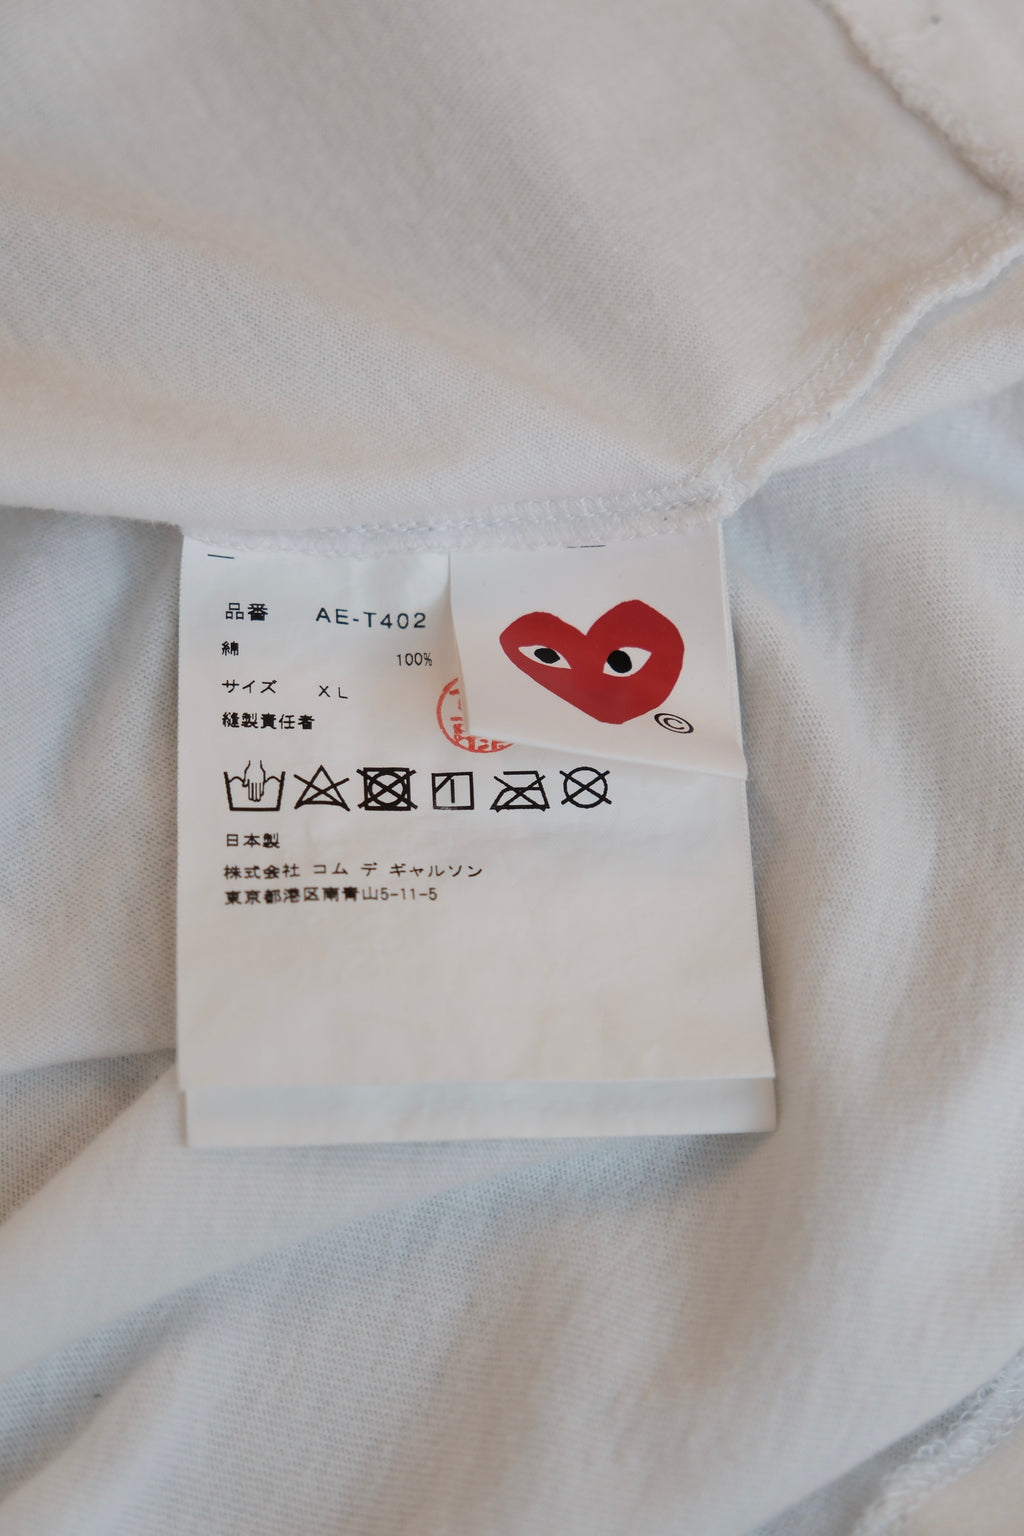 品番 AE-T402
綿 100%
サイズ XL
縫製責任者
日本製
株式会社 コム デ ギャルソン
東京都港区南青山5-11-5
©